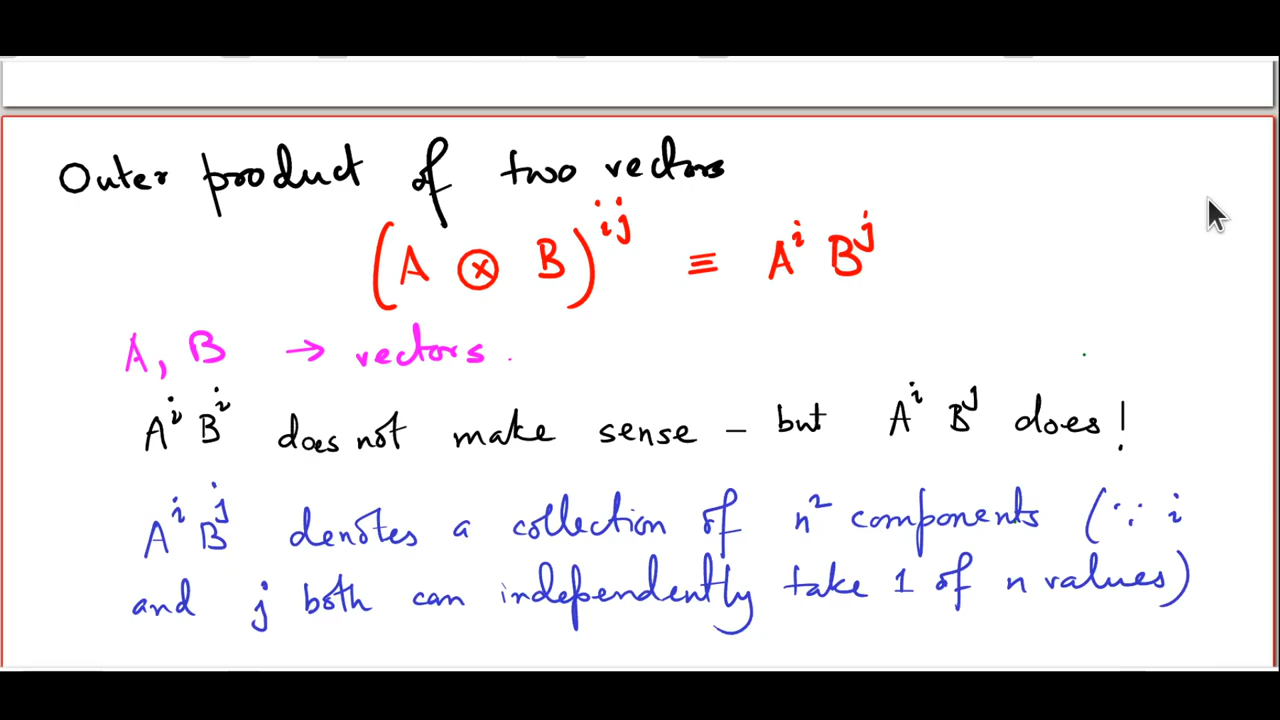 Outer product of two vectors
(A ⊗ B)^{ij} ≡ A^i B^j
A, B → vectors.
A^i B^i does not make sense – but A^i B^j does!
A^i B^j denotes a collection of n^2 components (∵ i
and j both can independently take 1 of n values)